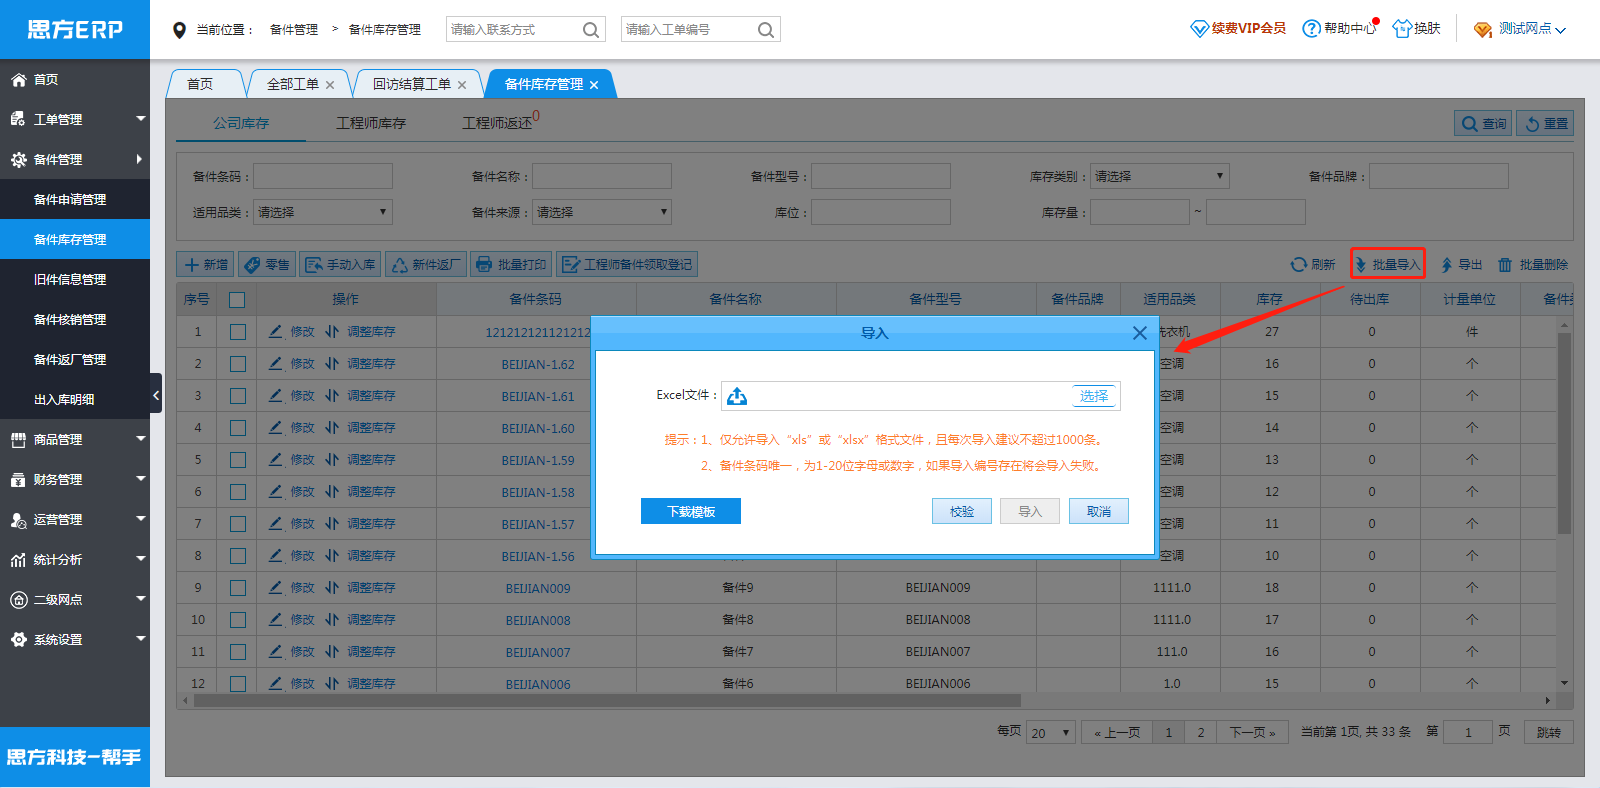 思方ERP
当前位置： 备件管理 > 备件库存管理
请输入联系方式
请输入工单编号
续费VIP会员
帮助中心
换肤
测试网点
首页
工单管理
备件管理
备件申请管理
备件库存管理
旧件信息管理
备件核销管理
备件返厂管理
出入库明细
商品管理
财务管理
运营管理
统计分析
二级网点
系统设置
思方科技-帮手
首页 全部工单 × 回访结算工单 × 备件库存管理 ×
公司库存 工程师库存 工程师返还0
查询 重置
备件条码： 备件名称： 备件型号： 库存类别： 请选择 备件品牌：
适用品类： 请选择 备件来源： 请选择 库位： 库存量： ~
新增 零售 手动入库 新件返厂 批量打印 工程师备件领取登记
刷新 批量导入 导出 批量删除
序号 操作 备件条码 备件名称 备件型号 备件品牌 适用品类 库存 待出库 计量单位
1 修改 调整库存 121212121121212 27 0 件
2 修改 调整库存 BEIJIAN-1.62 空调 16 0 个
3 修改 调整库存 BEIJIAN-1.61 空调 15 0 个
4 修改 调整库存 BEIJIAN-1.60 空调 14 0 个
5 修改 调整库存 BEIJIAN-1.59 空调 13 0 个
6 修改 调整库存 BEIJIAN-1.58 空调 12 0 个
7 修改 调整库存 BEIJIAN-1.57 空调 11 0 个
8 修改 调整库存 BEIJIAN-1.56 空调 10 0 个
9 修改 调整库存 BEIJIAN009 备件9 BEIJIAN009 1111.0 18 0 个
10 修改 调整库存 BEIJIAN008 备件8 BEIJIAN008 1111.0 17 0 个
11 修改 调整库存 BEIJIAN007 备件7 BEIJIAN007 111.0 16 0 个
12 修改 调整库存 BEIJIAN006 备件6 BEIJIAN006 1.0 15 0 个
导入
Excel文件： 选择
提示：1、仅允许导入“xls”或“xlsx”格式文件，且每次导入建议不超过1000条。
2、备件条码唯一，为1-20位字母或数字，如果导入编号存在将会导入失败。
下载模板 校验 导入 取消
每页 20 « 上一页 1 2 下一页 » 当前第 1页, 共 33 条 第 1 页 跳转